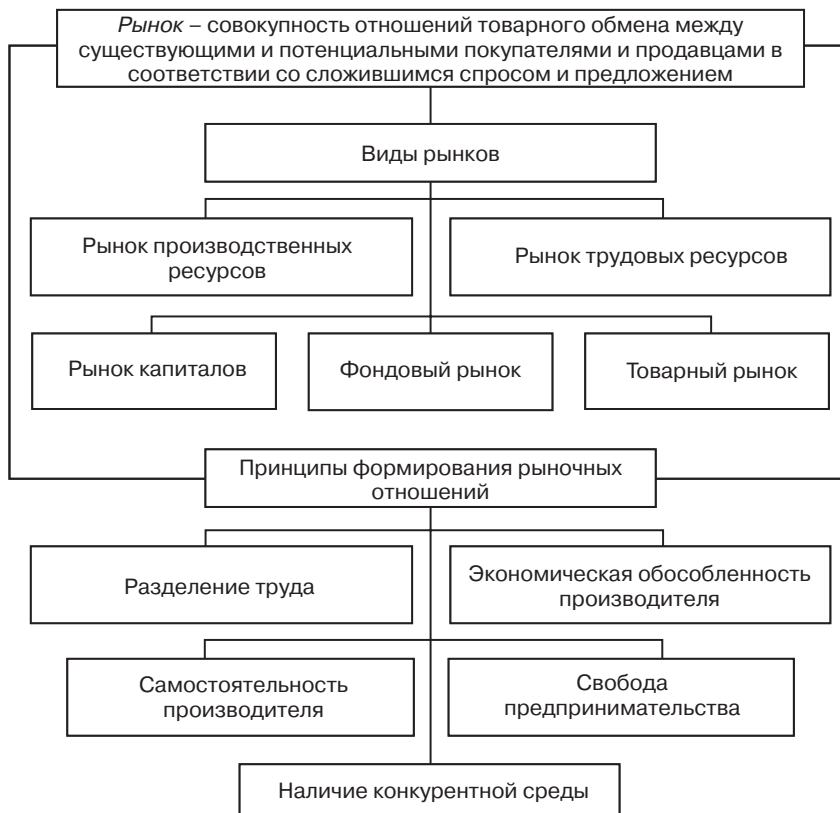 Рынок – совокупность отношений товарного обмена между
существующими и потенциальными покупателями и продавцами в
соответствии со сложившимся спросом и предложением
Виды рынков
Рынок производственных
ресурсов
Рынок трудовых ресурсов
Рынок капиталов
Фондовый рынок
Товарный рынок
Принципы формирования рыночных
отношений
Разделение труда
Экономическая обособленность
производителя
Самостоятельность
производителя
Свобода
предпринимательства
Наличие конкурентной среды